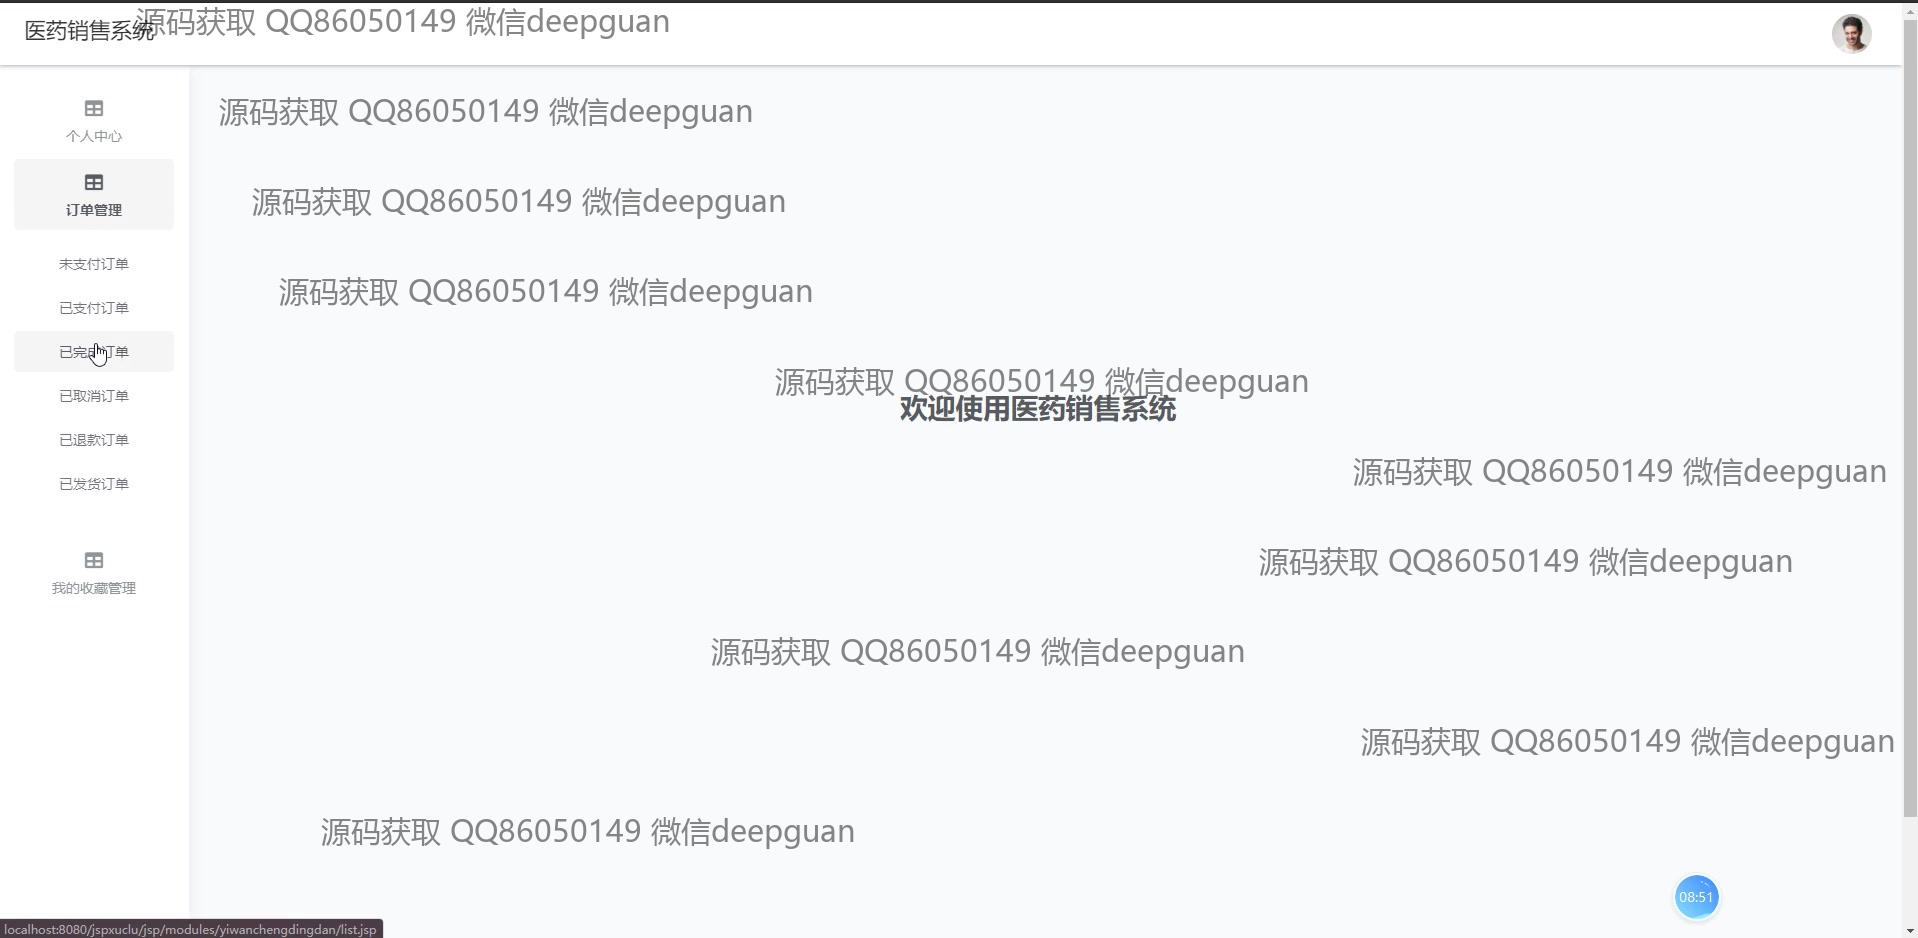 医药销售系统
源码获取 QQ86050149 微信deepguan
源码获取 QQ86050149 微信deepguan
个人中心
订单管理
源码获取 QQ86050149 微信deepguan
未支付订单
源码获取 QQ86050149 微信deepguan
已支付订单
已完成订单
源码获取 QQ86050149 微信deepguan
已取消订单
欢迎使用医药销售系统
已退款订单
源码获取 QQ86050149 微信deepguan
已发货订单
源码获取 QQ86050149 微信deepguan
我的收藏管理
源码获取 QQ86050149 微信deepguan
源码获取 QQ86050149 微信deepguan
源码获取 QQ86050149 微信deepguan
08:51
localhost:8080/jspxuclu/jsp/modules/yiwanchengdingdan/list.jsp